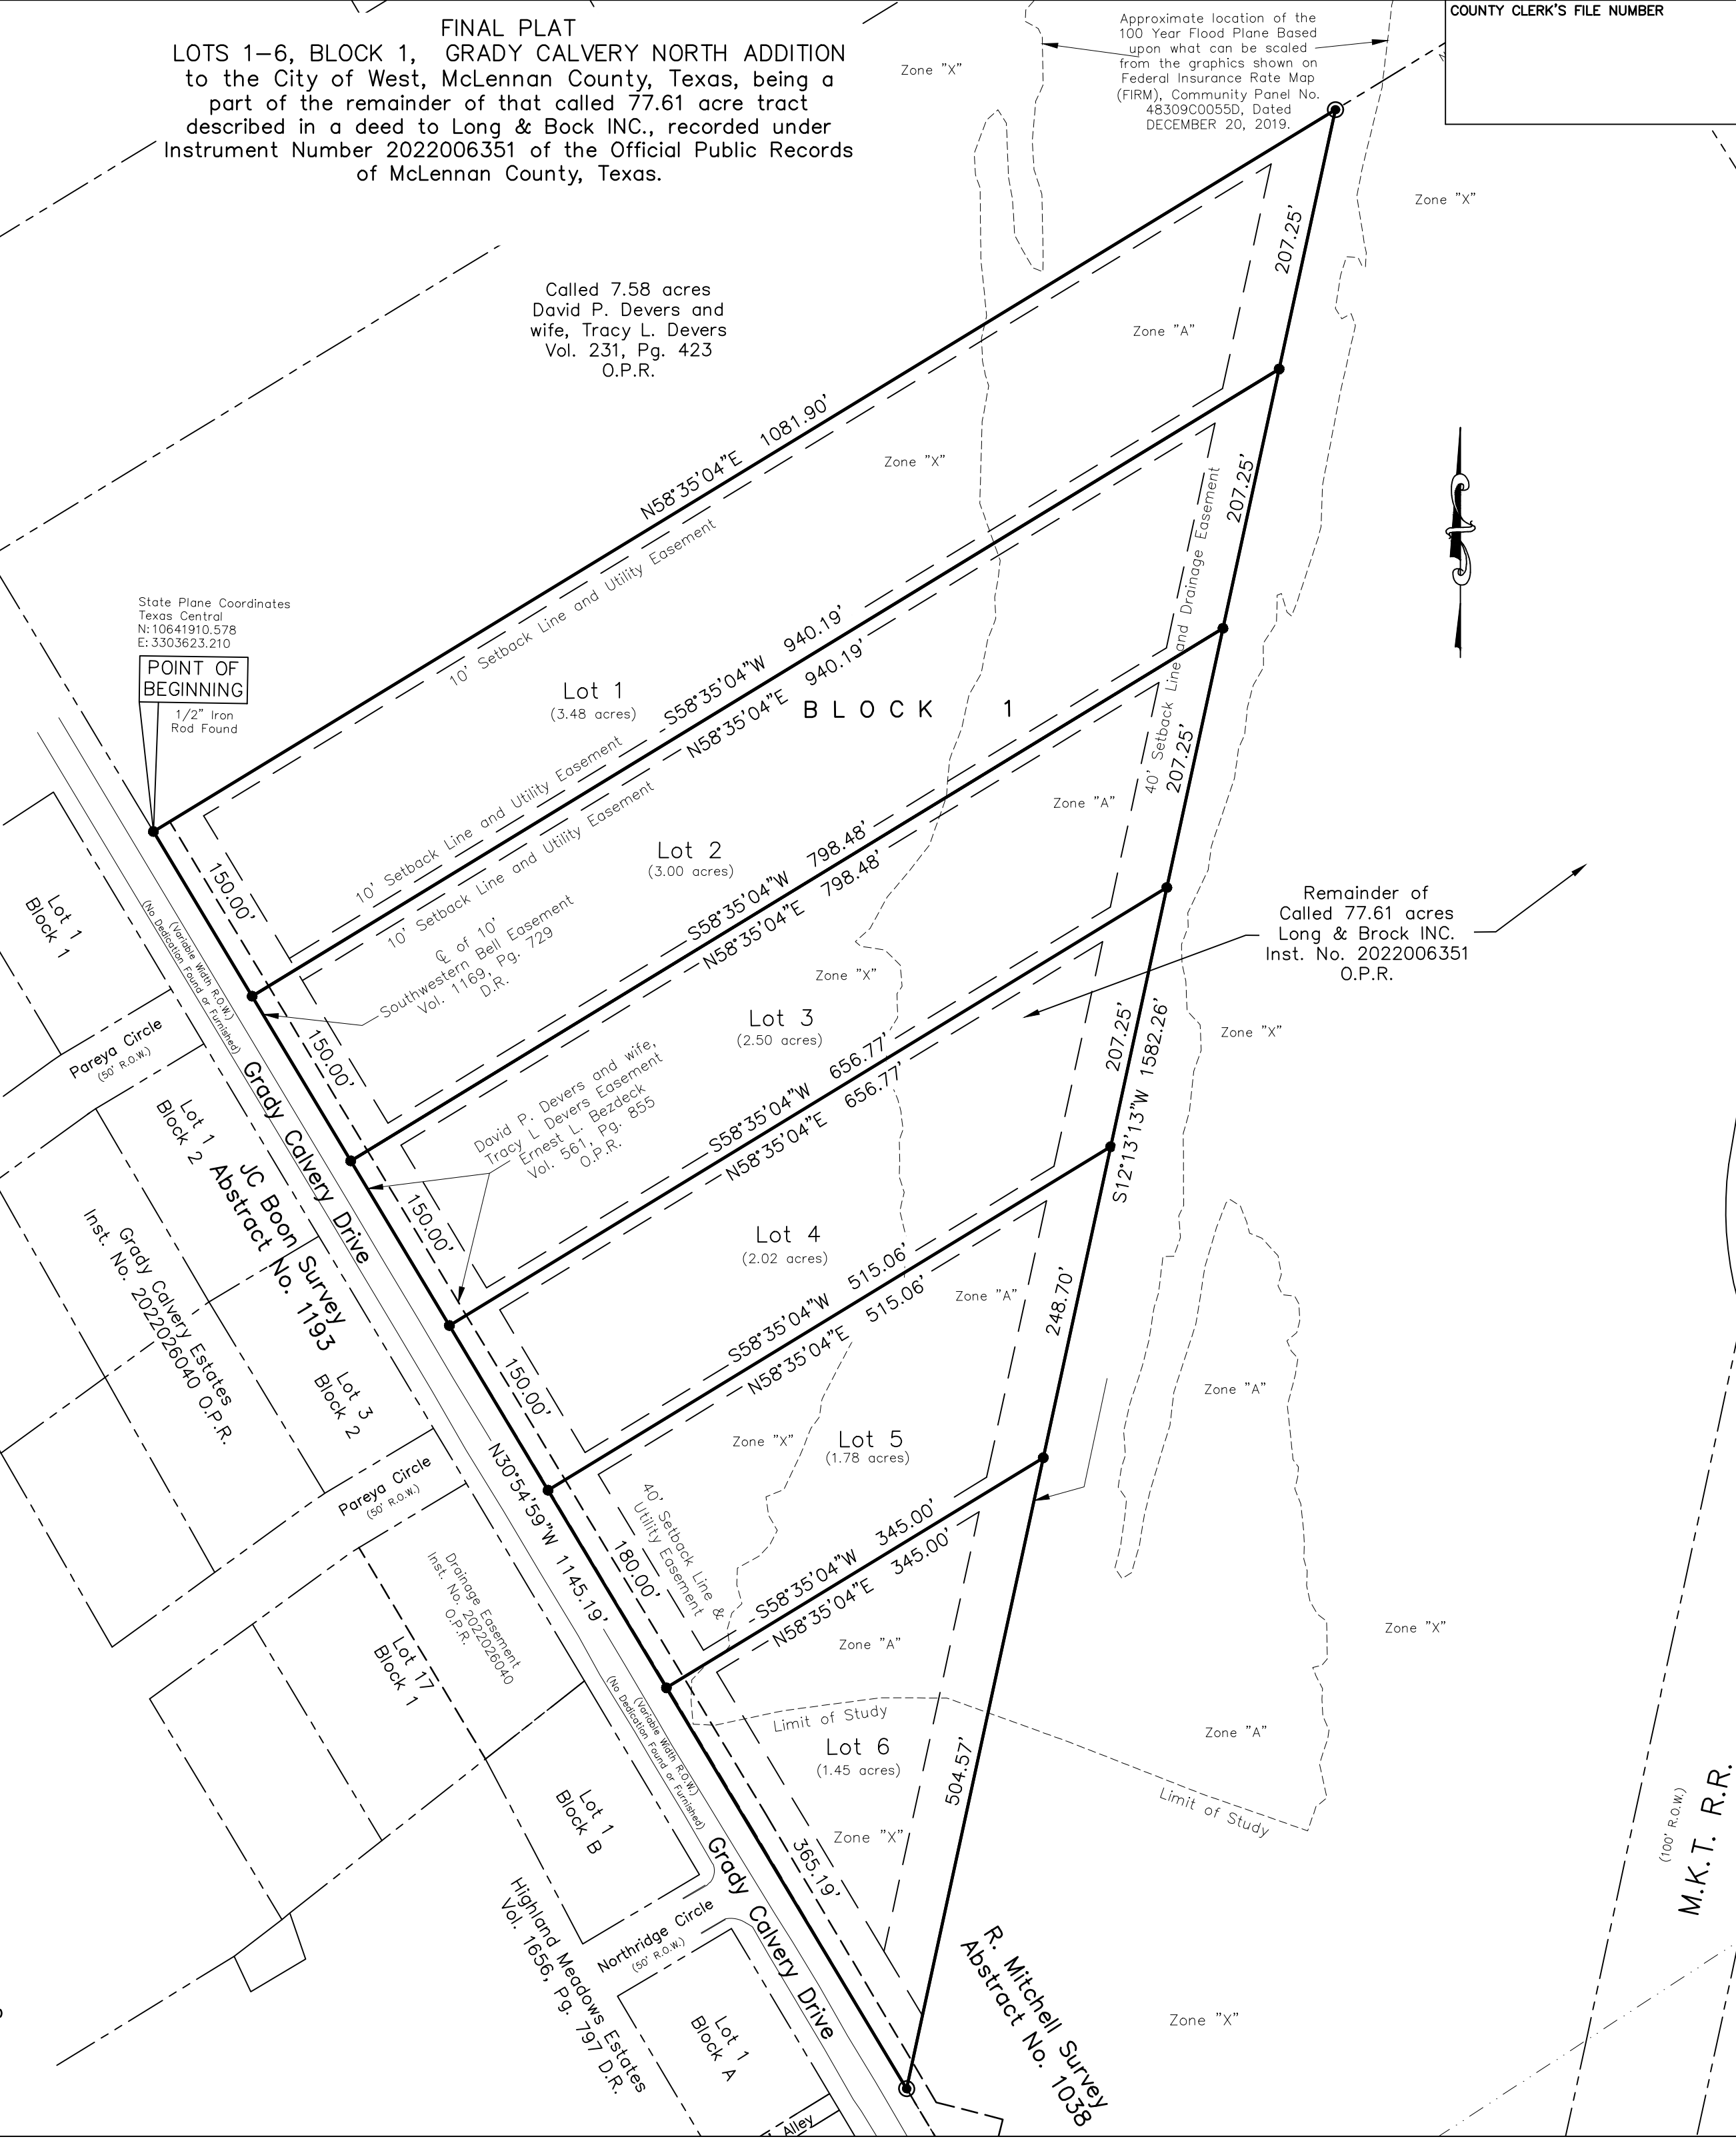 FINAL PLAT
LOTS 1-6, BLOCK 1, GRADY CALVERY NORTH ADDITION
to the City of West, McLennan County, Texas, being a
part of the remainder of that called 77.61 acre tract
described in a deed to Long & Bock INC., recorded under
Instrument Number 2022006351 of the Official Public Records
of McLennan County, Texas.
COUNTY CLERK'S FILE NUMBER
Approximate location of the
100 Year Flood Plane Based
upon what can be scaled
from the graphics shown on
Federal Insurance Rate Map
(FIRM), Community Panel No.
48309C0055D, Dated
DECEMBER 20, 2019.
Zone "X"
Zone "X"
207.25'
Called 7.58 acres
David P. Devers and
wife, Tracy L. Devers
Vol. 231, Pg. 423
O.P.R.
Zone "A"
N58°35'04"E 1081.90'
Zone "X"
10' Setback Line and Utility Easement
207.25'
40' Setback Line and Drainage Easement
State Plane Coordinates
Texas Central
N:10641910.578
E:3303623.210
POINT OF
BEGINNING
1/2" Iron
Rod Found
Lot 1
(3.48 acres)
S58°35'04"W 940.19'
N58°35'04"E 940.19'
BLOCK 1
10' Setback Line and Utility Easement
10' Setback Line and Utility Easement
207.25'
Zone "A"
150.00'
Lot 2
(3.00 acres)
S58°35'04"W 798.48'
N58°35'04"E 798.48'
Lot 1
Block 1
(Variable Width R.O.W.)
(No Dedication Found or Furnished)
℄ of 10'
Southwestern Bell Easement
Vol. 1169, Pg. 729
D.R.
Remainder of
Called 77.61 acres
Long & Brock INC.
Inst. No. 2022006351
O.P.R.
Zone "X"
Lot 3
(2.50 acres)
S58°35'04"W 656.77'
N58°35'04"E 656.77'
207.25'
S12°13'13"W 1582.26'
Zone "X"
Pareya Circle
(50' R.O.W.)
150.00'
Grady Calvery Drive
David P. Devers and wife,
Tracy L Devers Easement
Ernest L. Bezdeck
Vol. 561, Pg. 855
O.P.R.
Lot 1
Block 2
JC Boon Survey
Abstract No. 1193
150.00'
Lot 4
(2.02 acres)
S58°35'04"W 515.06'
N58°35'04"E 515.06'
Zone "A"
248.70'
Grady Calvery Estates
Inst. No. 2022026040 O.P.R.
Lot 3
Block 2
150.00'
Zone "A"
Zone "X"
Lot 5
(1.78 acres)
Pareya Circle
(50' R.O.W.)
N30°54'59"W 1145.19'
40' Setback Line &
Utility Easement
180.00'
S58°35'04"W 345.00'
N58°35'04"E 345.00'
Drainage Easement
Inst. No. 2022026040
O.P.R.
Lot 17
Block 1
Zone "A"
Zone "X"
Limit of Study
Lot 6
(1.45 acres)
504.57'
Zone "A"
Limit of Study
(Variable Width R.O.W.)
(No Dedication Found or Furnished)
Lot 1
Block B
Zone "X"
365.19'
Grady Calvery Drive
(100' R.O.W.)
M.K.T. R.R.
Highland Meadows Estates
Vol. 1656, Pg. 797 D.R.
Northridge Circle
(50' R.O.W.)
R. Mitchell Survey
Abstract No. 1038
Zone "X"
Lot 1
Block A
Alley